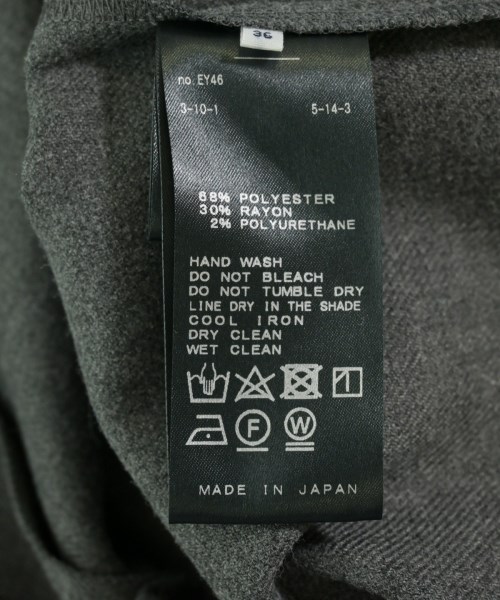 36
no.EY46
3-10-1 5-14-3
68% POLYESTER
30% RAYON
2% POLYURETHANE
HAND WASH
DO NOT BLEACH
DO NOT TUMBLE DRY
LINE DRY IN THE SHADE
COOL IRON
DRY CLEAN
WET CLEAN
F W
MADE IN JAPAN